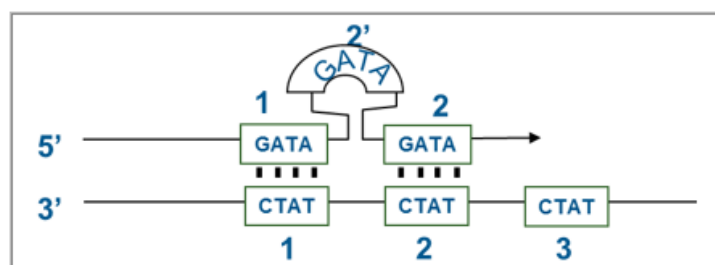 2'
GATA
1 2
5' GATA GATA
3' CTAT CTAT CTAT
1 2 3